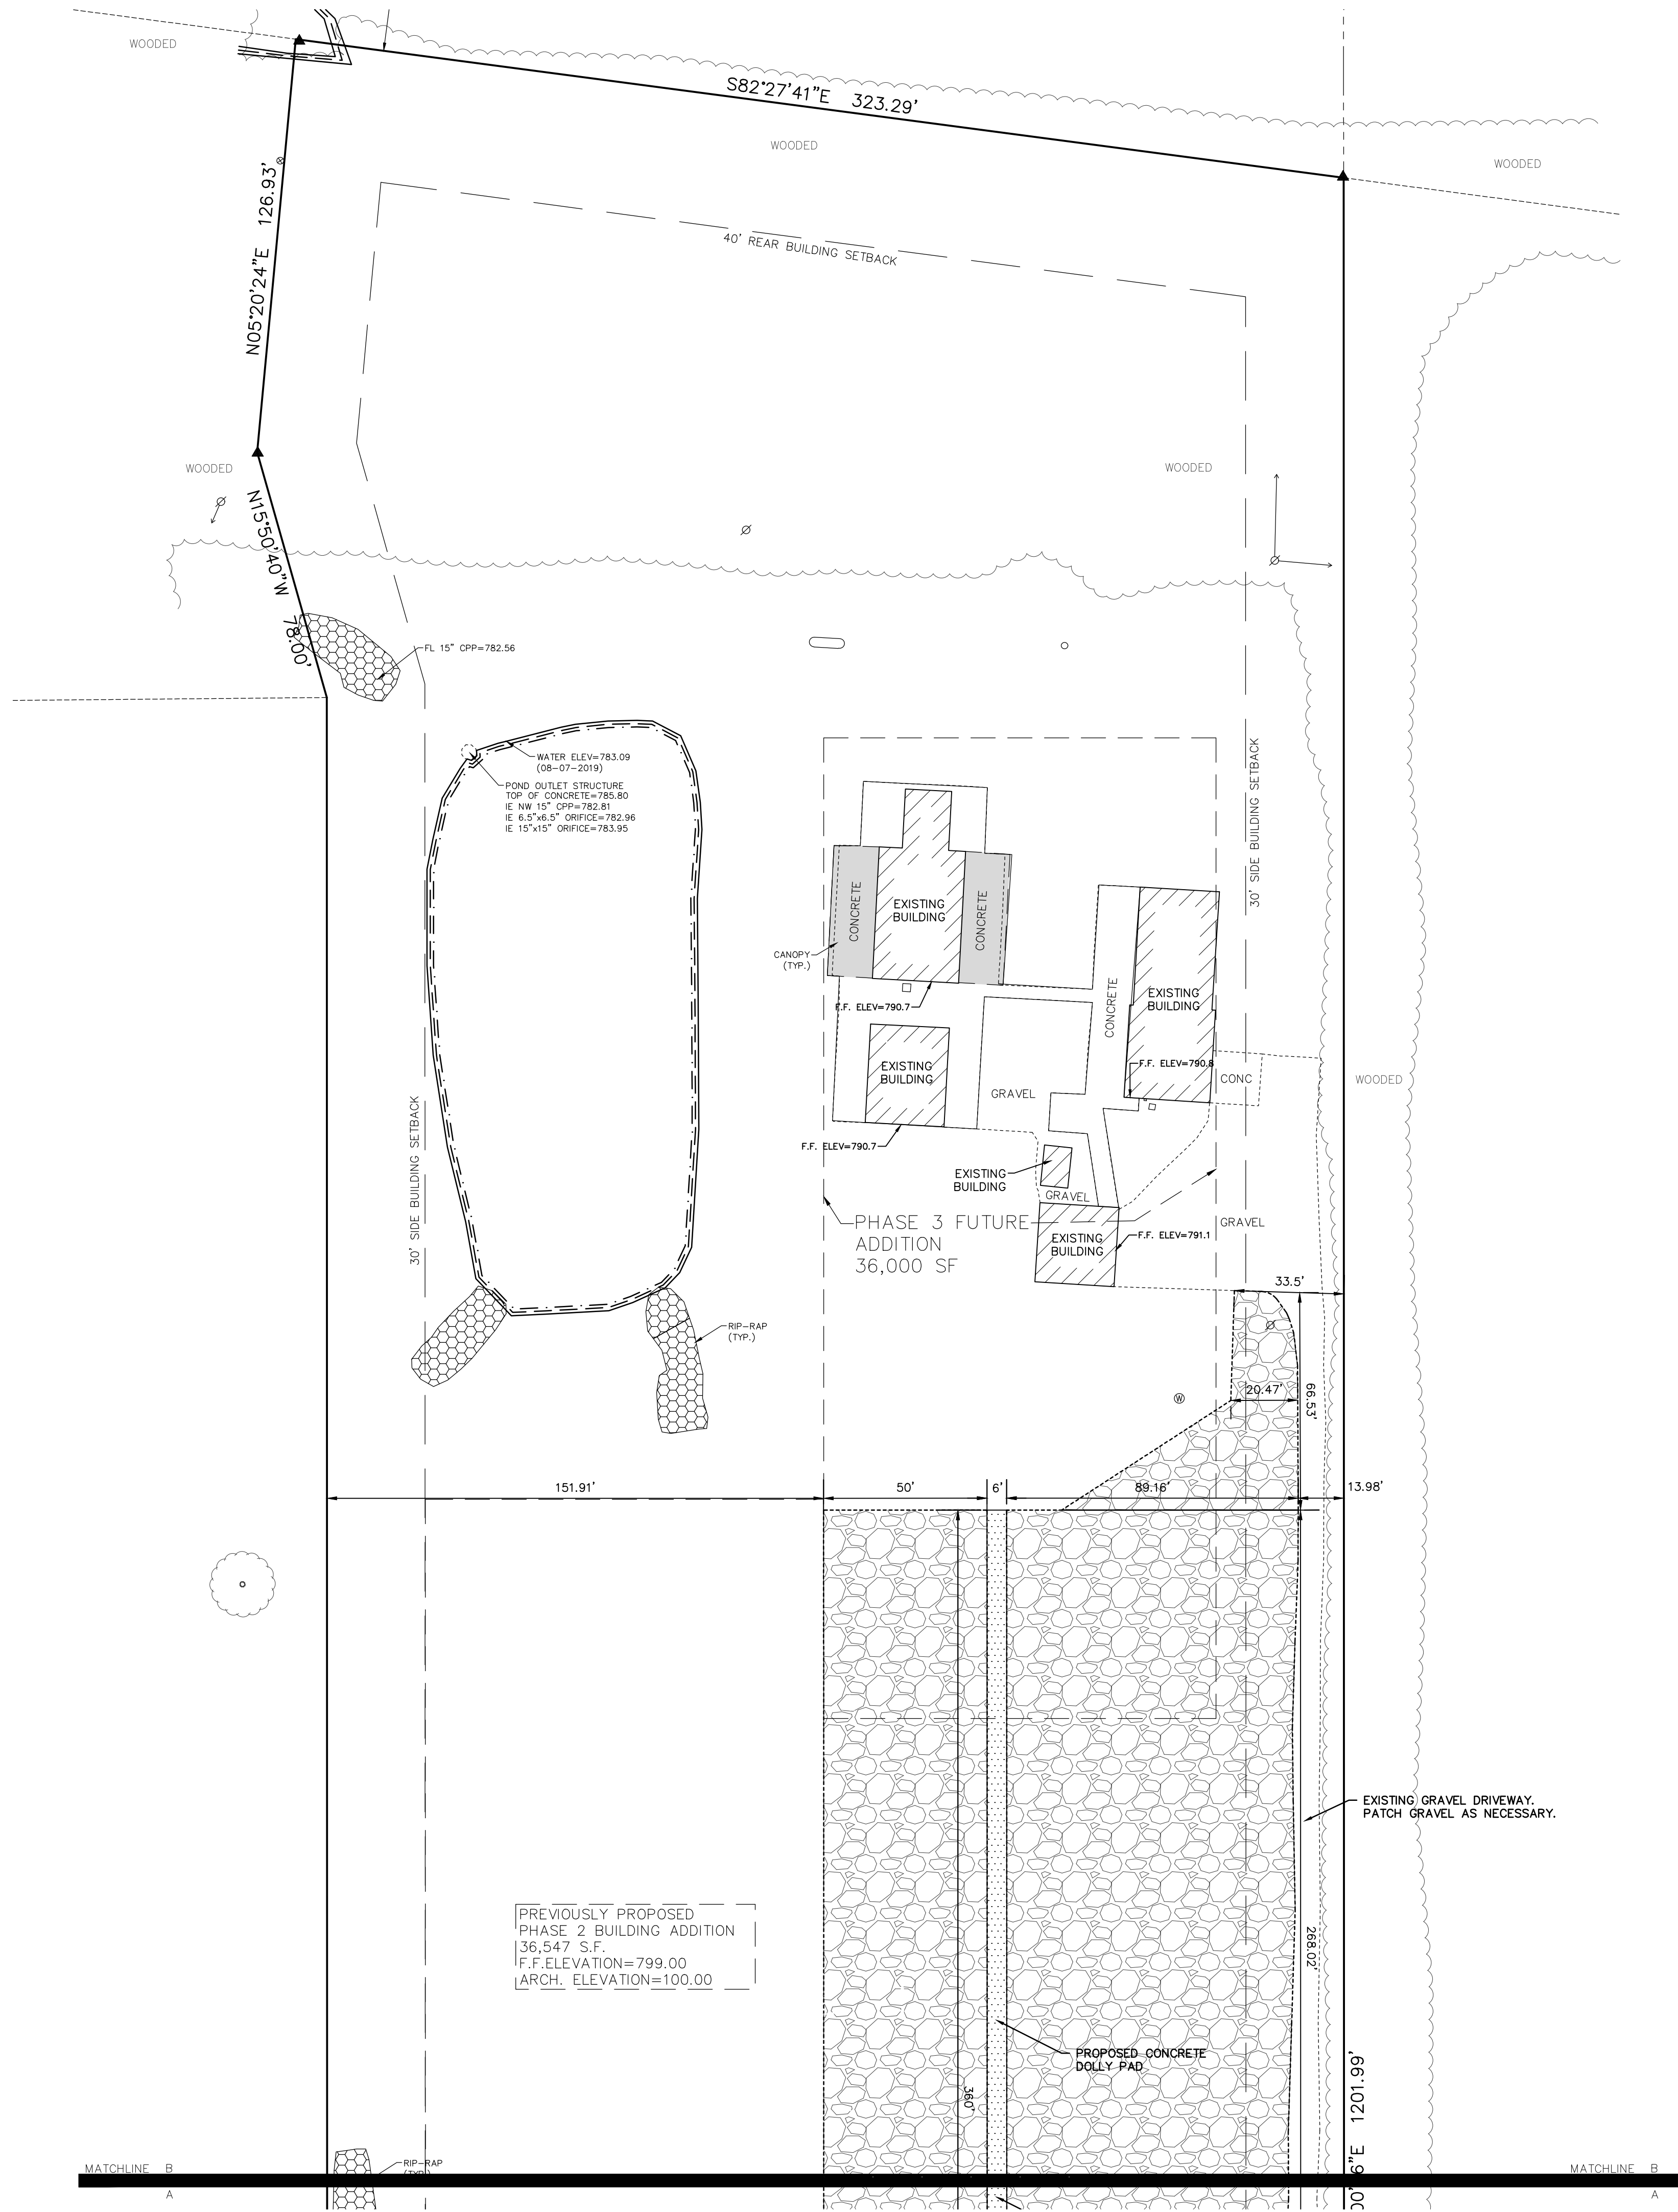 WOODED
S82°27'41"E 323.29'
WOODED
WOODED
N05°20'24"E 126.93'
40' REAR BUILDING SETBACK
WOODED
WOODED
N15°50'40"W 78.00'
FL 15" CPP=782.56
WATER ELEV=783.09
(08-07-2019)
POND OUTLET STRUCTURE
TOP OF CONCRETE=785.80
IE NW 15" CPP=782.81
IE 6.5"x6.5" ORIFICE=782.96
IE 15"x15" ORIFICE=783.95
30' SIDE BUILDING SETBACK
CONCRETE
EXISTING
BUILDING
CONCRETE
CANOPY
(TYP.)
F.F. ELEV=790.7
CONCRETE
EXISTING
BUILDING
EXISTING
BUILDING
F.F. ELEV=790.8
CONC
WOODED
GRAVEL
30' SIDE BUILDING SETBACK
F.F. ELEV=790.7
EXISTING
BUILDING
GRAVEL
PHASE 3 FUTURE
ADDITION
36,000 SF
EXISTING
BUILDING
F.F. ELEV=791.1
GRAVEL
33.5'
RIP-RAP
(TYP.)
20.47'
66.53'
W
151.91'
50'
6'
89.16'
13.98'
EXISTING GRAVEL DRIVEWAY.
PATCH GRAVEL AS NECESSARY.
PREVIOUSLY PROPOSED
PHASE 2 BUILDING ADDITION
36,547 S.F.
F.F.ELEVATION=799.00
ARCH. ELEVATION=100.00
268.02'
PROPOSED CONCRETE
DOLLY PAD
360'
6"E 1201.99'
RIP-RAP
(TYP.)
MATCHLINE B
A
MATCHLINE B
A